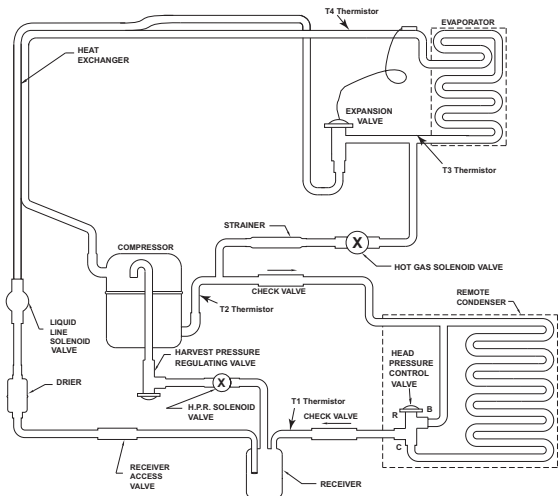 T4 Thermistor
EVAPORATOR
HEAT
EXCHANGER
EXPANSION
VALVE
T3 Thermistor
STRAINER
COMPRESSOR
X
HOT GAS SOLENOID VALVE
CHECK VALVE
REMOTE
CONDENSER
T2 Thermistor
LIQUID
LINE
SOLENOID
VALVE
HARVEST PRESSURE
REGULATING VALVE
HEAD
PRESSURE
CONTROL
VALVE
DRIER
X
H.P.R. SOLENOID
VALVE
T1 Thermistor
CHECK VALVE
R
B
C
RECEIVER
ACCESS
VALVE
RECEIVER